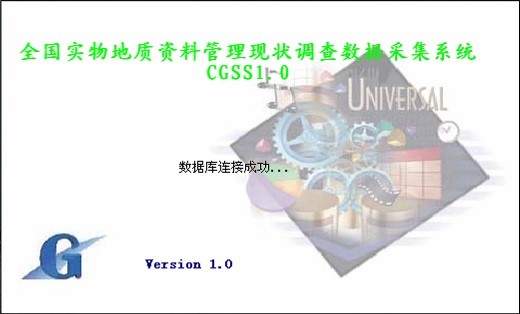 全国实物地质资料管理现状调查数据采集系统
CGSS1.0
UNIVERSAL
数据库连接成功...
G
Version 1.0